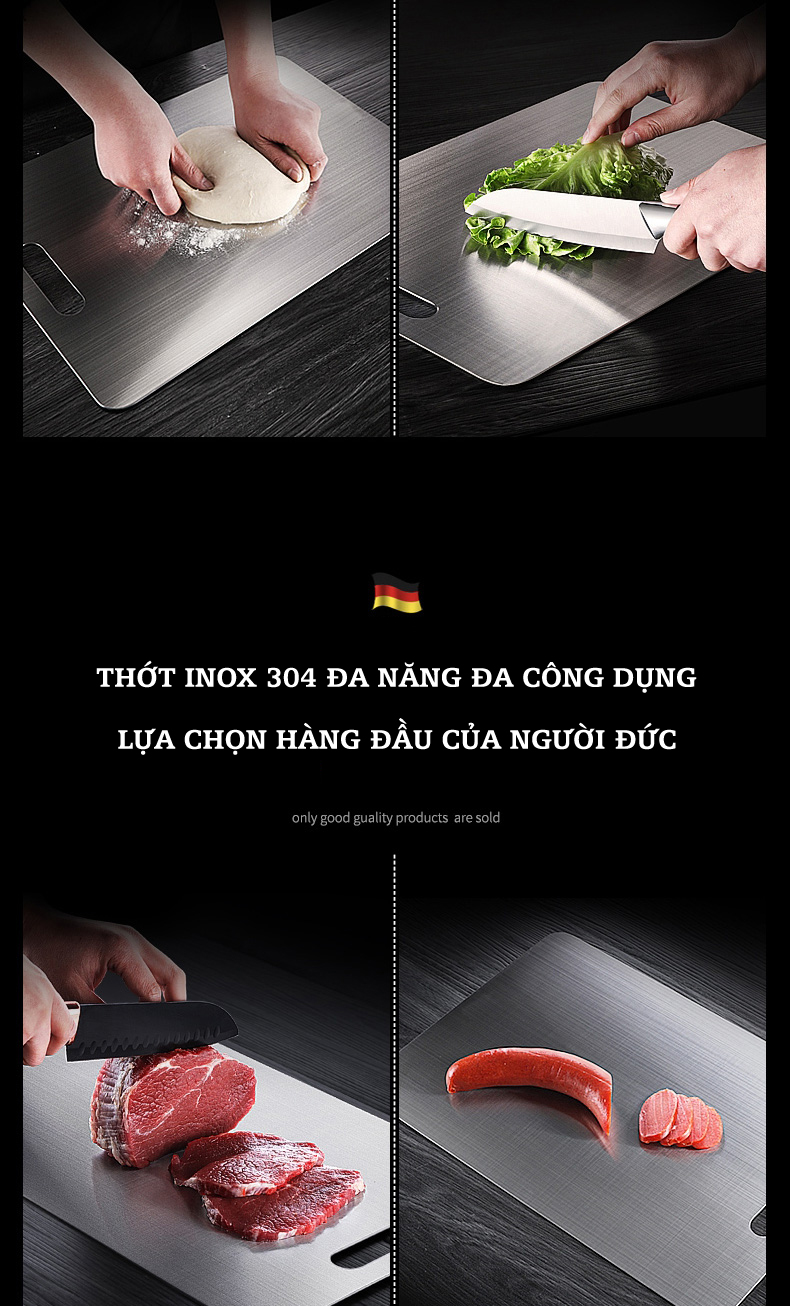 THỚT INOX 304 ĐA NĂNG ĐA CÔNG DỤNG
LỰA CHỌN HÀNG ĐẦU CỦA NGƯỜI ĐỨC
only good guality products are sold